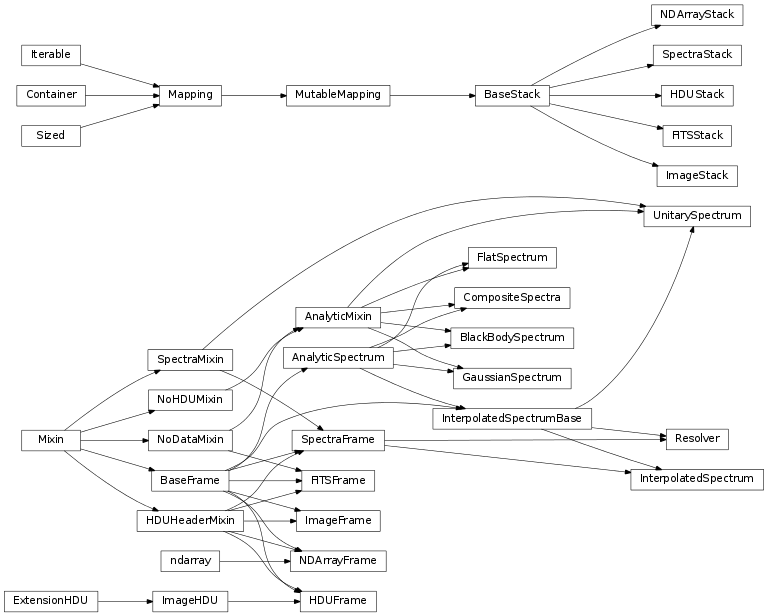 NDArrayStack
Iterable
SpectraStack
Container
Mapping
MutableMapping
BaseStack
HDUStack
Sized
FITSStack
ImageStack
UnitarySpectrum
FlatSpectrum
CompositeSpectra
AnalyticMixin
BlackBodySpectrum
SpectraMixin
AnalyticSpectrum
GaussianSpectrum
NoHDUMixin
InterpolatedSpectrumBase
Mixin
NoDataMixin
SpectraFrame
Resolver
BaseFrame
FITSFrame
InterpolatedSpectrum
HDUHeaderMixin
ImageFrame
ndarray
NDArrayFrame
ExtensionHDU
ImageHDU
HDUFrame